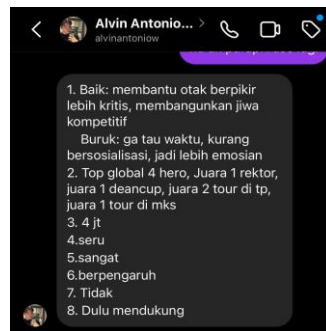 Alvin Antonio...
alvinantoniow
1. Baik: membantu otak berpikir
lebih kritis, membangunkan jiwa
kompetitif
Buruk: ga tau waktu, kurang
bersosialisasi, jadi lebih emosian
2. Top global 4 hero, Juara 1 rektor,
juara 1 deancup, juara 2 tour di tp,
juara 1 tour di mks
3. 4 jt
4.seru
5.sangat
6.berpengaruh
7. Tidak
8. Dulu mendukung